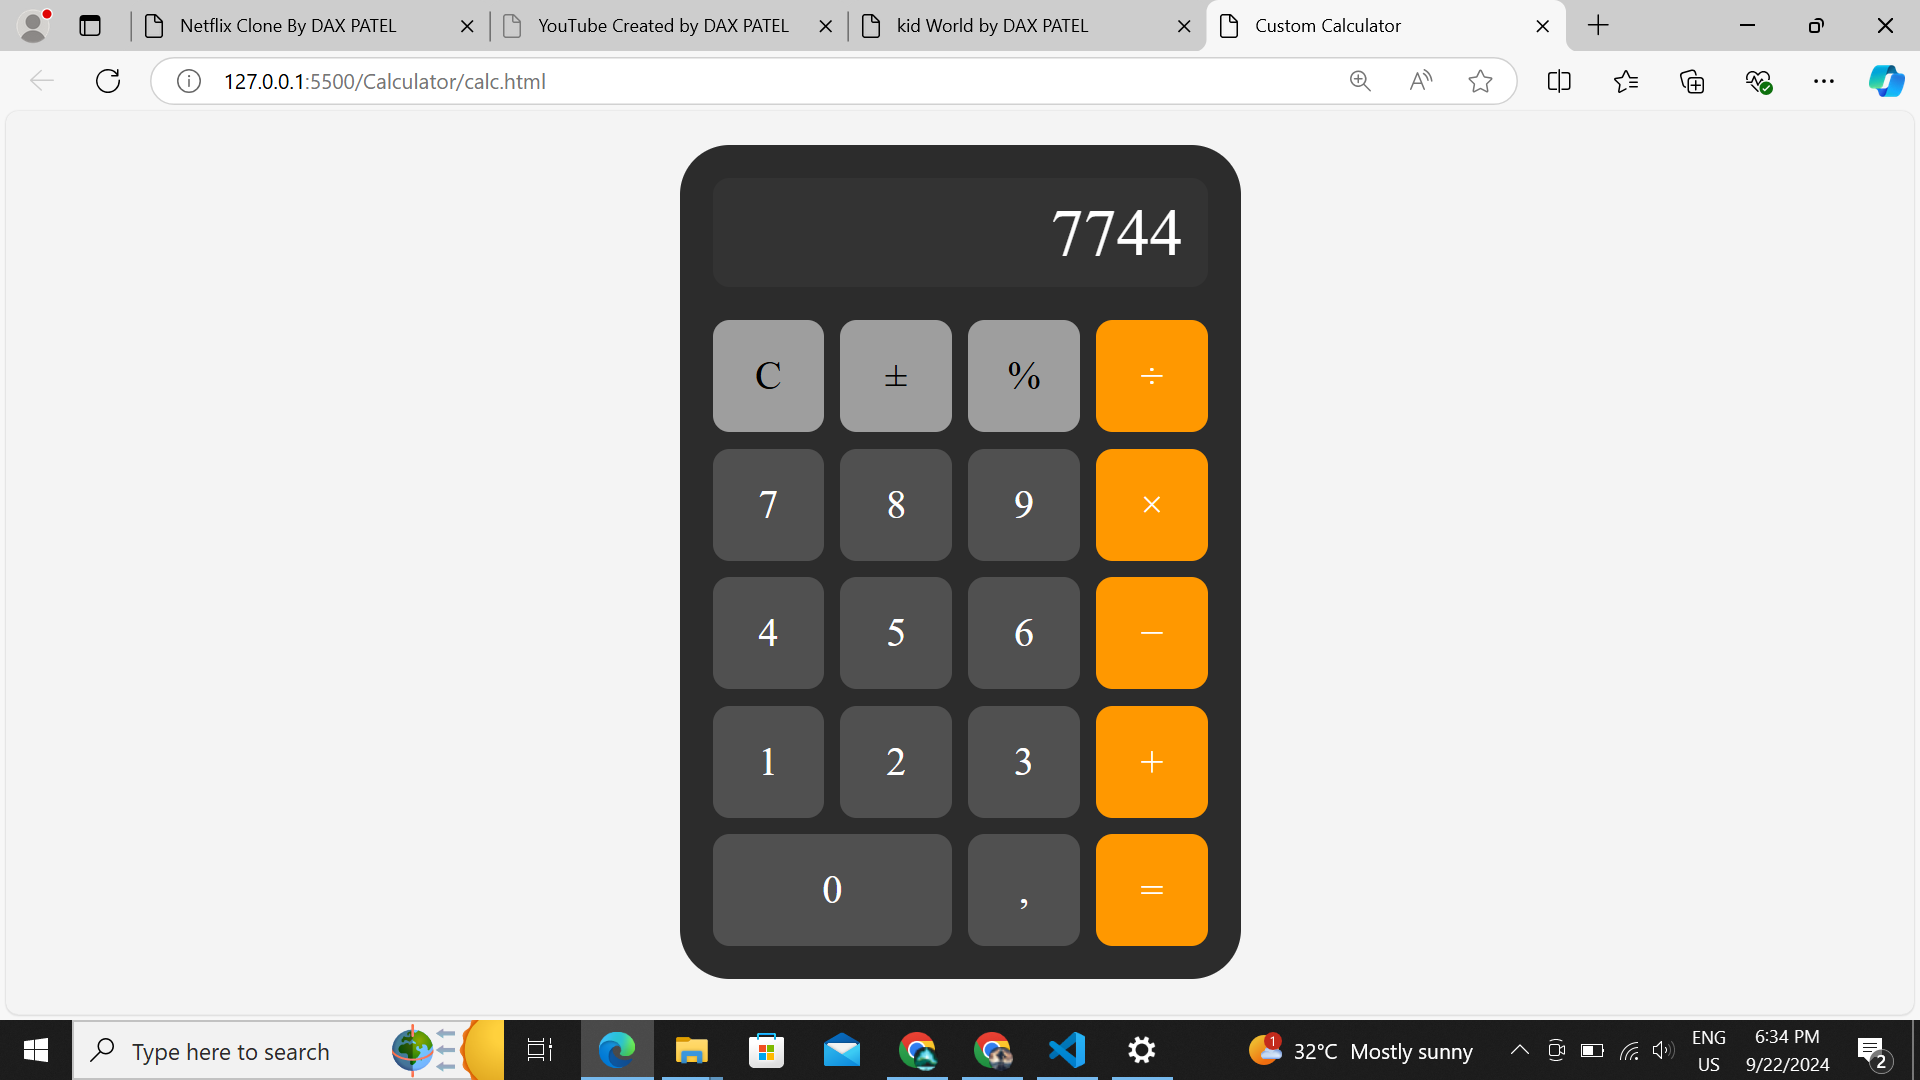 Netflix Clone By DAX PATEL
YouTube Created by DAX PATEL
kid World by DAX PATEL
Custom Calculator
127.0.0.1:5500/Calculator/calc.html
7744
C ± % ÷
7 8 9 ×
4 5 6 −
1 2 3 +
0 , =
Type here to search
1
32°C Mostly sunny
ENG
US
6:34 PM
9/22/2024
2